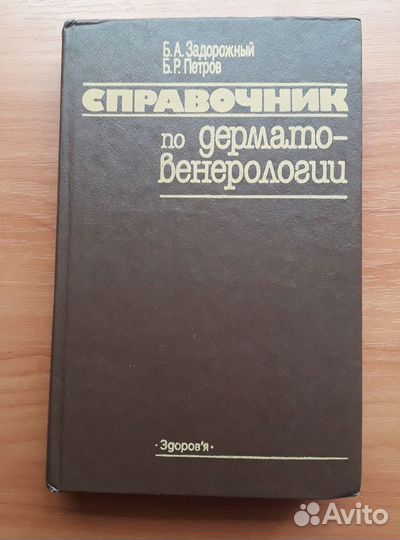 Б.А. Задорожный
Б.Р. Петров
СПРАВОЧНИК
по дермато-
венерологии
·Здоров'я·
Avito